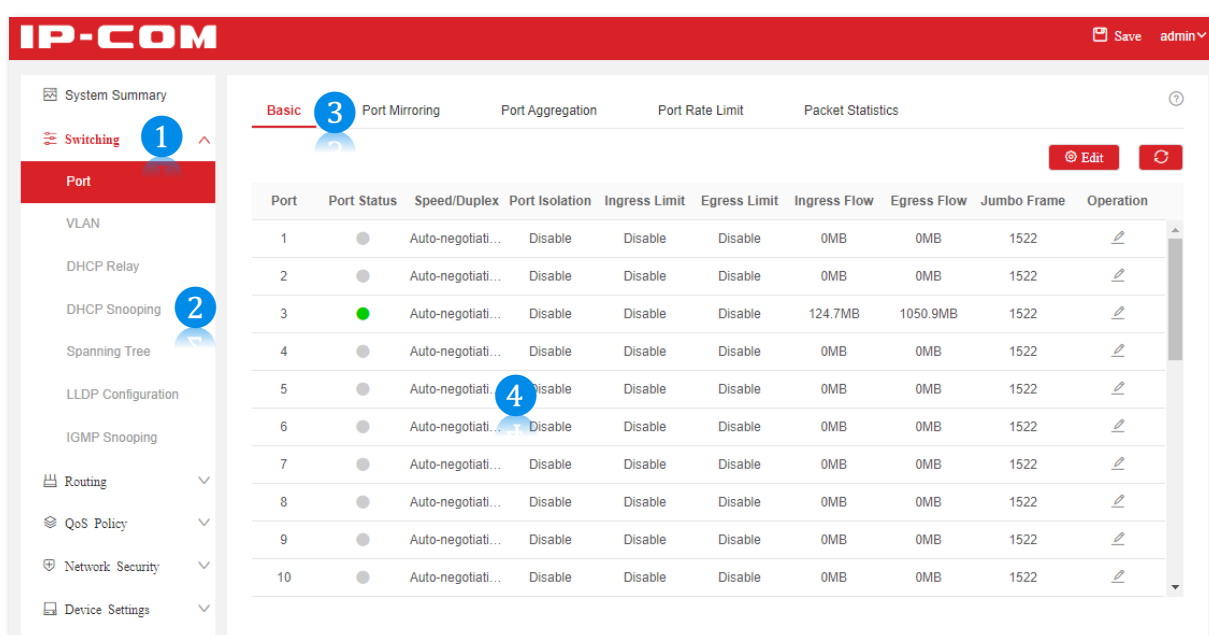 IP-COM Save admin
System Summary
Basic 3 Port Mirroring Port Aggregation Port Rate Limit Packet Statistics
Switching 1
Edit
Port
Port Port Status Speed/Duplex Port Isolation Ingress Limit Egress Limit Ingress Flow Egress Flow Jumbo Frame Operation
VLAN
1 Auto-negotiati... Disable Disable Disable 0MB 0MB 1522
DHCP Relay
2 Auto-negotiati... Disable Disable Disable 0MB 0MB 1522
DHCP Snooping 2
3 Auto-negotiati... Disable Disable Disable 124.7MB 1050.9MB 1522
Spanning Tree
4 Auto-negotiati... Disable Disable Disable 0MB 0MB 1522
LLDP Configuration
5 Auto-negotiati... 4 Disable Disable Disable 0MB 0MB 1522
6 Auto-negotiati... Disable Disable Disable 0MB 0MB 1522
IGMP Snooping
7 Auto-negotiati... Disable Disable Disable 0MB 0MB 1522
Routing
8 Auto-negotiati... Disable Disable Disable 0MB 0MB 1522
QoS Policy
9 Auto-negotiati... Disable Disable Disable 0MB 0MB 1522
Network Security
10 Auto-negotiati... Disable Disable Disable 0MB 0MB 1522
Device Settings